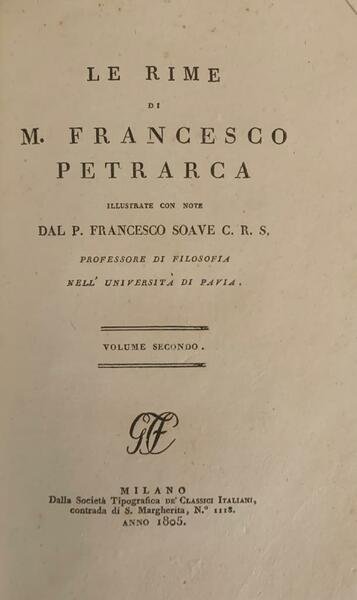 LE RIME
DI
M. FRANCESCO
PETRARCA
ILLUSTRATE CON NOTE
DAL P. FRANCESCO SOAVE C. R. S.
PROFESSORE DI FILOSOFIA
NELL' UNIVERSITÀ DI PAVIA.
VOLUME SECONDO.
MILANO
Dalla Società Tipografica DE' CLASSICI ITALIANI,
contrada di S. Margherita, N.º 1118.
ANNO 1805.